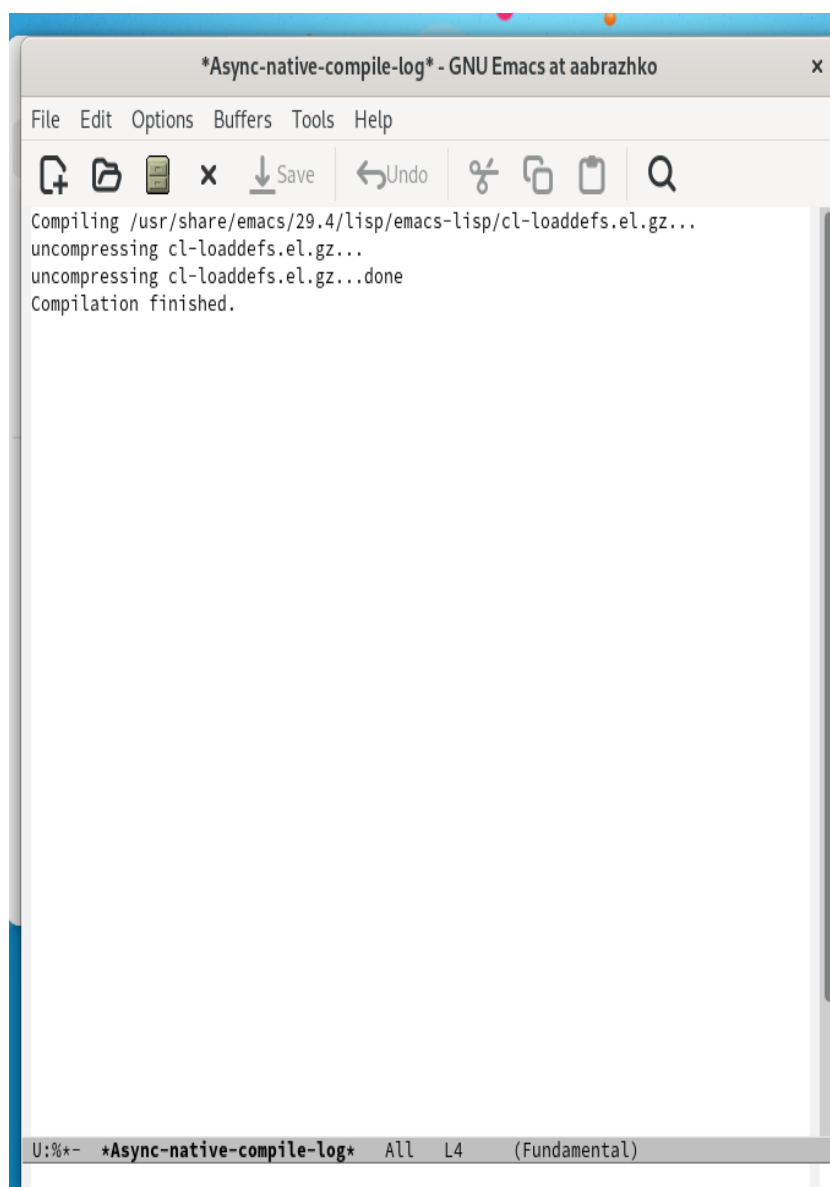 *Async-native-compile-log* - GNU Emacs at aabrazhko ×
File Edit Options Buffers Tools Help
Save Undo
Compiling /usr/share/emacs/29.4/lisp/emacs-lisp/cl-loaddefs.el.gz...
uncompressing cl-loaddefs.el.gz...
uncompressing cl-loaddefs.el.gz...done
Compilation finished.
U:%*- *Async-native-compile-log* All L4 (Fundamental)